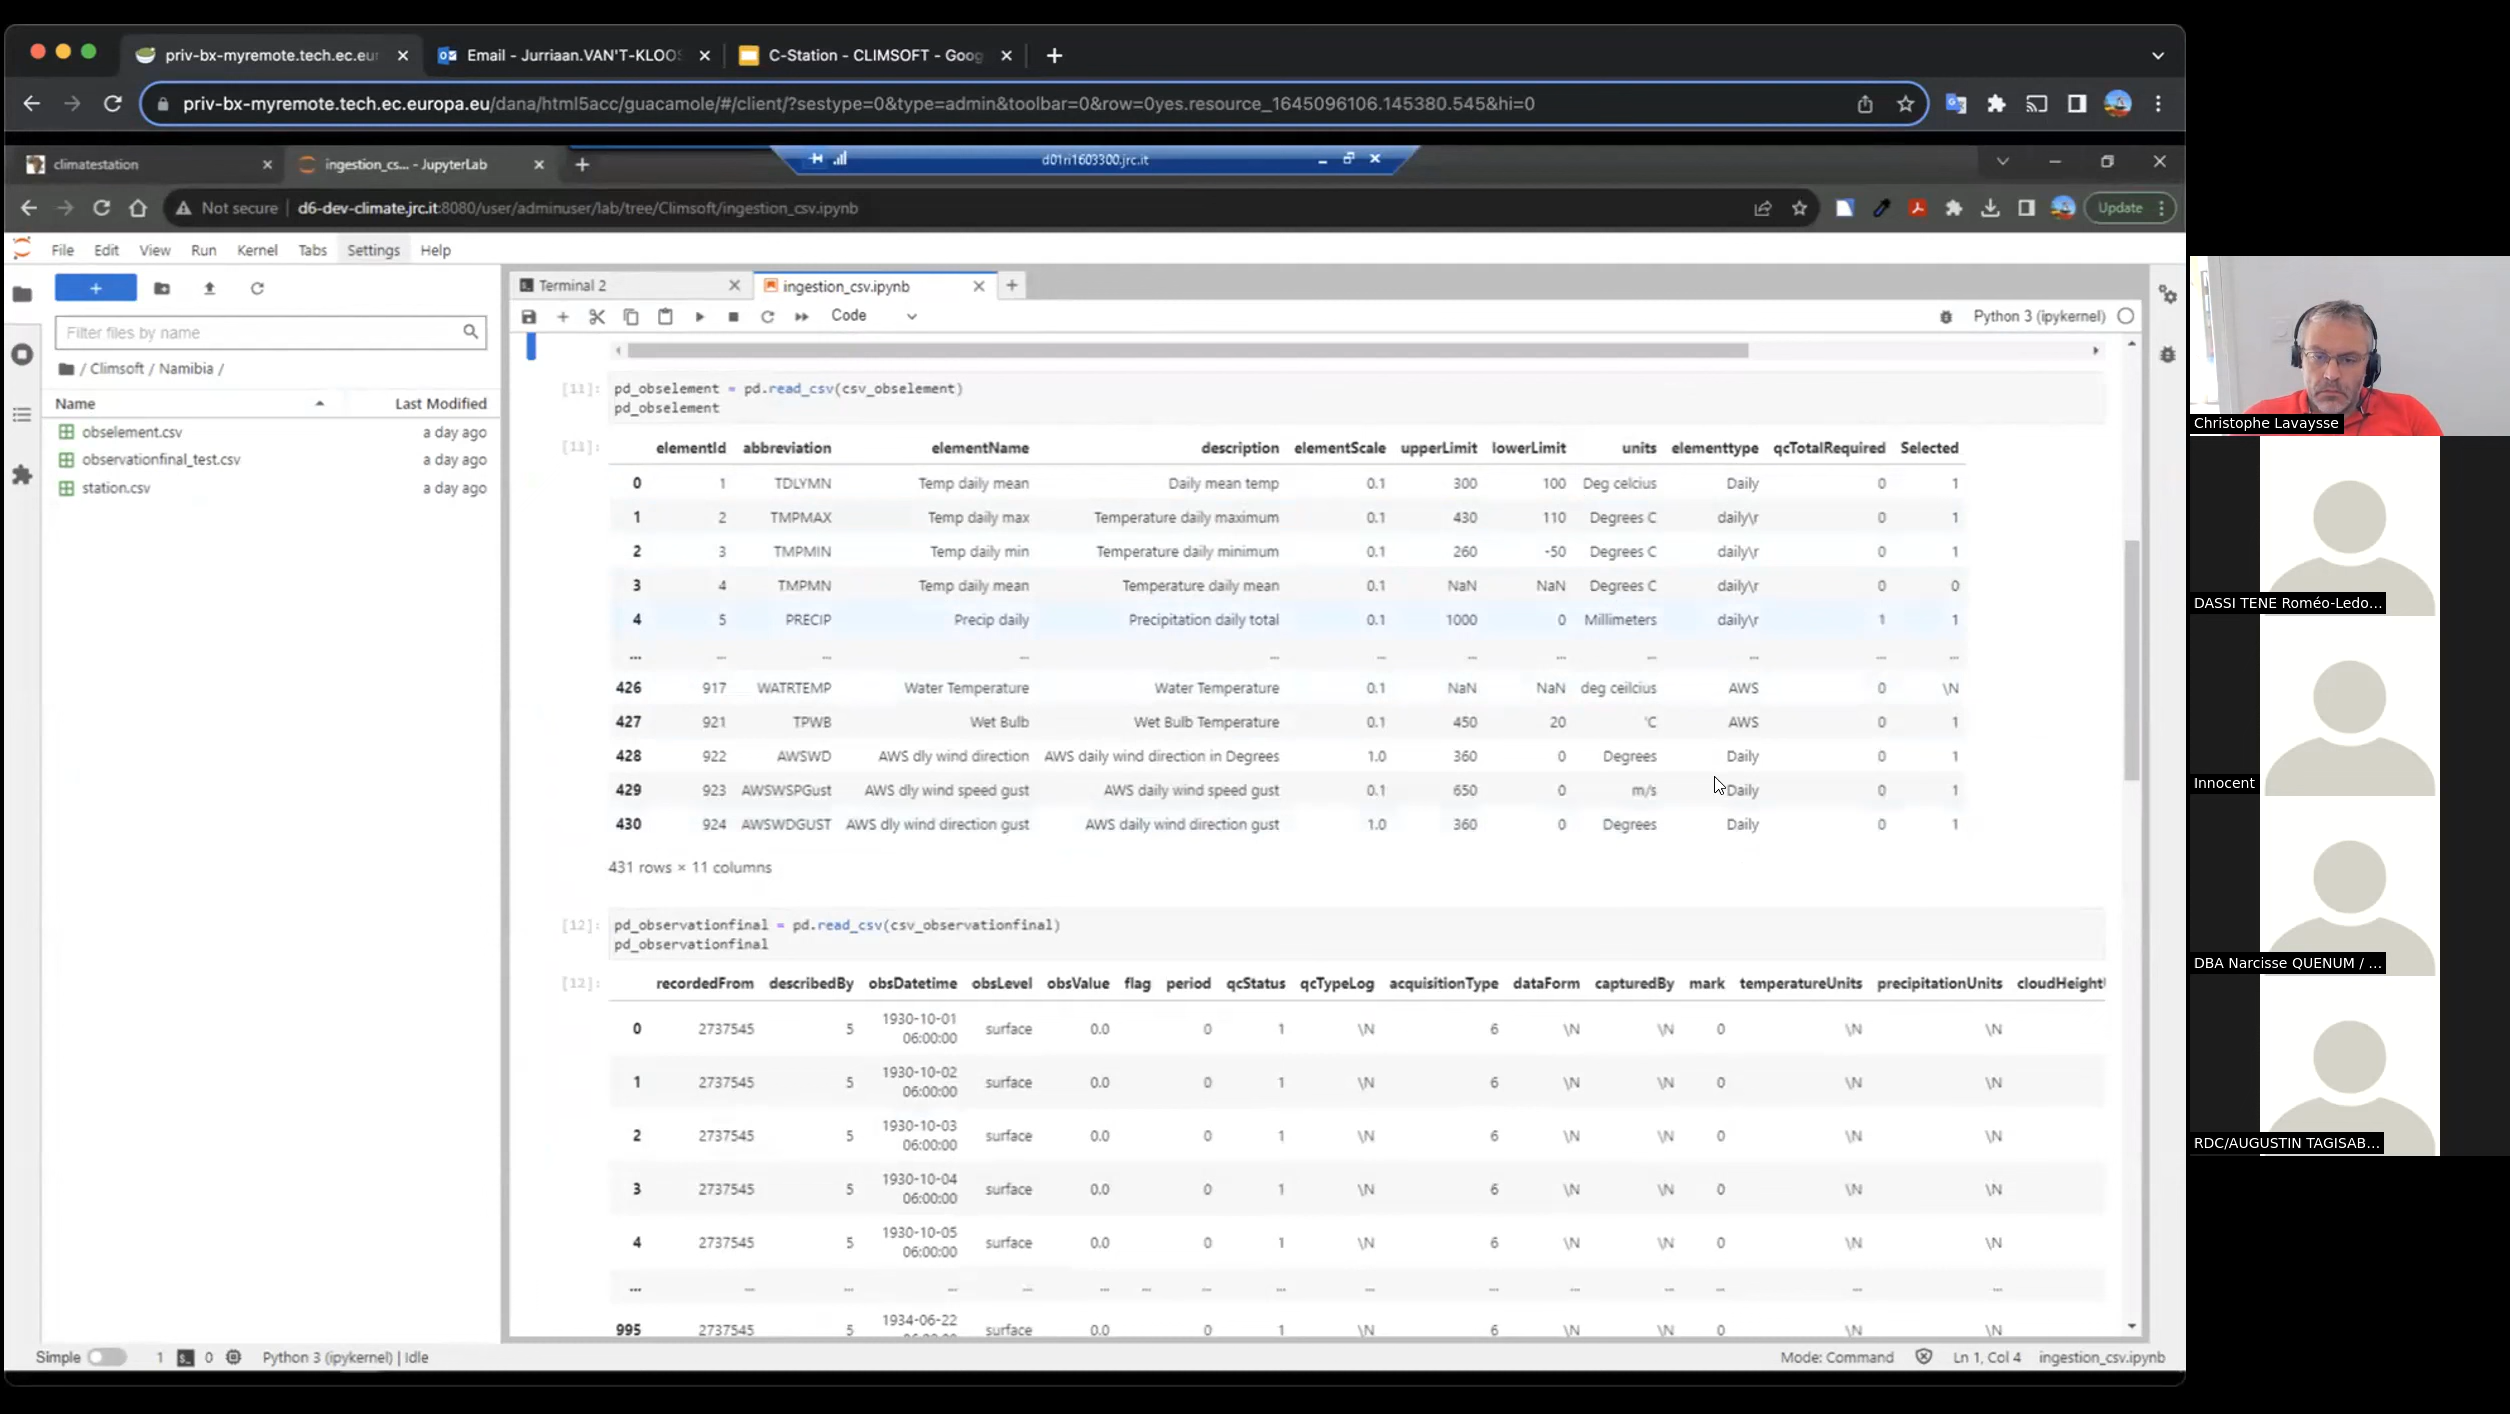 priv-bx-myremote.tech.ec.eu
Email - Jurriaan.VAN'T-KLOOS
C-Station - CLIMSOFT - Goog
priv-bx-myremote.tech.ec.europa.eu/dana/html5acc/guacamole/#/client/?sestype=0&type=admin&toolbar=0&row=0yes.resource_1645096106.145380.545&hi=0
climatestation
ingestion_cs... - JupyterLab
d01ri1603300.jrc.it
Not secure d6-dev-climate.jrc.it:8080/user/adminuser/lab/tree/Climsoft/ingestion_csv.ipynb
Update
File Edit View Run Kernel Tabs Settings Help
Terminal 2
ingestion_csv.ipynb
Filter files by name
Code
Python 3 (ipykernel)
/ Climsoft / Namibia /
Name Last Modified
obselement.csv a day ago
observationfinal_test.csv a day ago
station.csv a day ago
[11]: pd_obselement = pd.read_csv(csv_obselement)
pd_obselement
[11]: elementId abbreviation elementName description elementScale upperLimit lowerLimit units elementtype qcTotalRequired Selected
0 1 TDLYMN Temp daily mean Daily mean temp 0.1 300 100 Deg celcius Daily 0 1
1 2 TMPMAX Temp daily max Temperature daily maximum 0.1 430 110 Degrees C daily\r 0 1
2 3 TMPMIN Temp daily min Temperature daily minimum 0.1 260 -50 Degrees C daily\r 0 1
3 4 TMPMN Temp daily mean Temperature daily mean 0.1 NaN NaN Degrees C daily\r 0 0
4 5 PRECIP Precip daily Precipitation daily total 0.1 1000 0 Millimeters daily\r 1 1
... ... ... ... ... ... ... ... ... ... ... ...
426 917 WATRTEMP Water Temperature Water Temperature 0.1 NaN NaN deg ceilcius AWS 0 \N
427 921 TPWB Wet Bulb Wet Bulb Temperature 0.1 450 20 'C AWS 0 1
428 922 AWSWD AWS dly wind direction AWS daily wind direction in Degrees 1.0 360 0 Degrees Daily 0 1
429 923 AWSWSPGust AWS dly wind speed gust AWS daily wind speed gust 0.1 650 0 m/s Daily 0 1
430 924 AWSWDGUST AWS dly wind direction gust AWS daily wind direction gust 1.0 360 0 Degrees Daily 0 1
431 rows × 11 columns
[12]: pd_observationfinal = pd.read_csv(csv_observationfinal)
pd_observationfinal
[12]: recordedFrom describedBy obsDatetime obsLevel obsValue flag period qcStatus qcTypeLog acquisitionType dataForm capturedBy mark temperatureUnits precipitationUnits cloudHeight
0 2737545 5 1930-10-01 06:00:00 surface 0.0 0 1 \N 6 \N \N 0 \N \N
1 2737545 5 1930-10-02 06:00:00 surface 0.0 0 1 \N 6 \N \N 0 \N \N
2 2737545 5 1930-10-03 06:00:00 surface 0.0 0 1 \N 6 \N \N 0 \N \N
3 2737545 5 1930-10-04 06:00:00 surface 0.0 0 1 \N 6 \N \N 0 \N \N
4 2737545 5 1930-10-05 06:00:00 surface 0.0 0 1 \N 6 \N \N 0 \N \N
... ... ... ... ... ... ... ... ... ... ... ... ... ... ... ...
995 2737545 5 1934-06-22 surface 0.0 0 1 \N 6 \N \N 0 \N \N
Simple 1 0 Python 3 (ipykernel) | Idle
Mode: Command Ln 1, Col 4 ingestion_csv.ipynb
Christophe Lavaysse
DASSI TENE Roméo-Ledo...
Innocent
DBA Narcisse QUENUM / ...
RDC/AUGUSTIN TAGISAB...